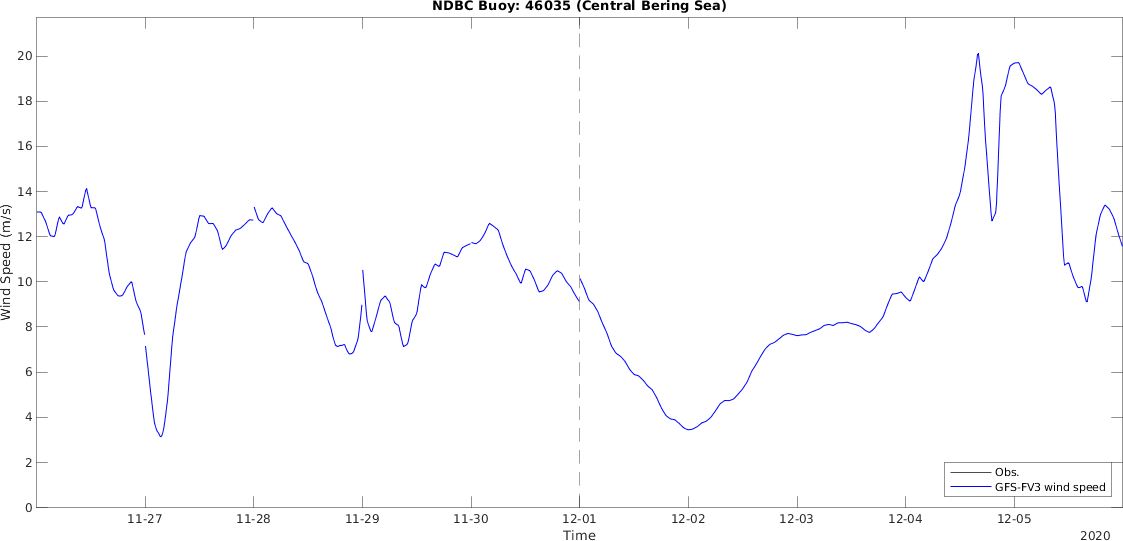 NDBC Buoy: 46035 (Central Bering Sea)
Wind Speed (m/s)
20
18
16
14
12
10
8
6
4
2
0
Obs.
GFS-FV3 wind speed
11-27 11-28 11-29 11-30 12-01 12-02 12-03 12-04 12-05
Time
2020